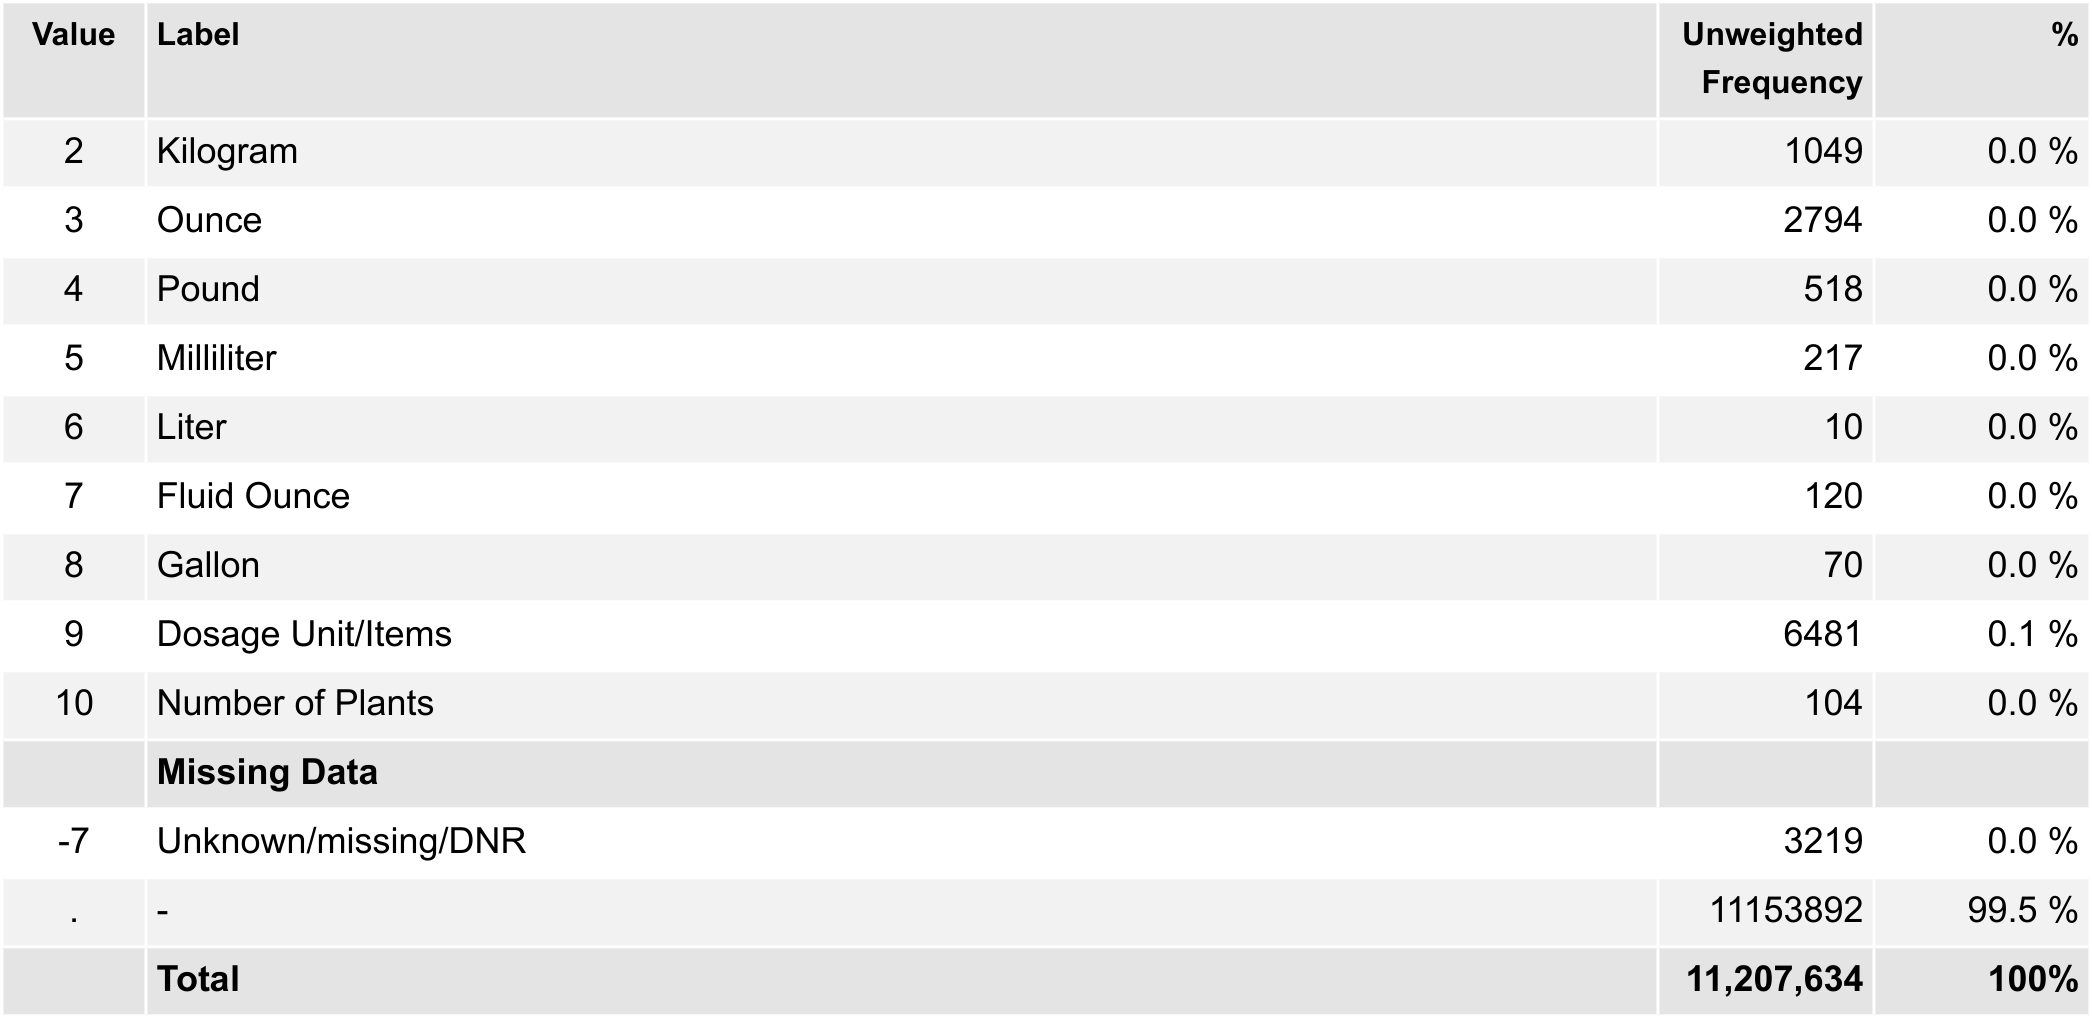 Value Label Unweighted Frequency %
2 Kilogram 1049 0.0 %
3 Ounce 2794 0.0 %
4 Pound 518 0.0 %
5 Milliliter 217 0.0 %
6 Liter 10 0.0 %
7 Fluid Ounce 120 0.0 %
8 Gallon 70 0.0 %
9 Dosage Unit/Items 6481 0.1 %
10 Number of Plants 104 0.0 %
Missing Data
-7 Unknown/missing/DNR 3219 0.0 %
. - 11153892 99.5 %
Total 11,207,634 100%